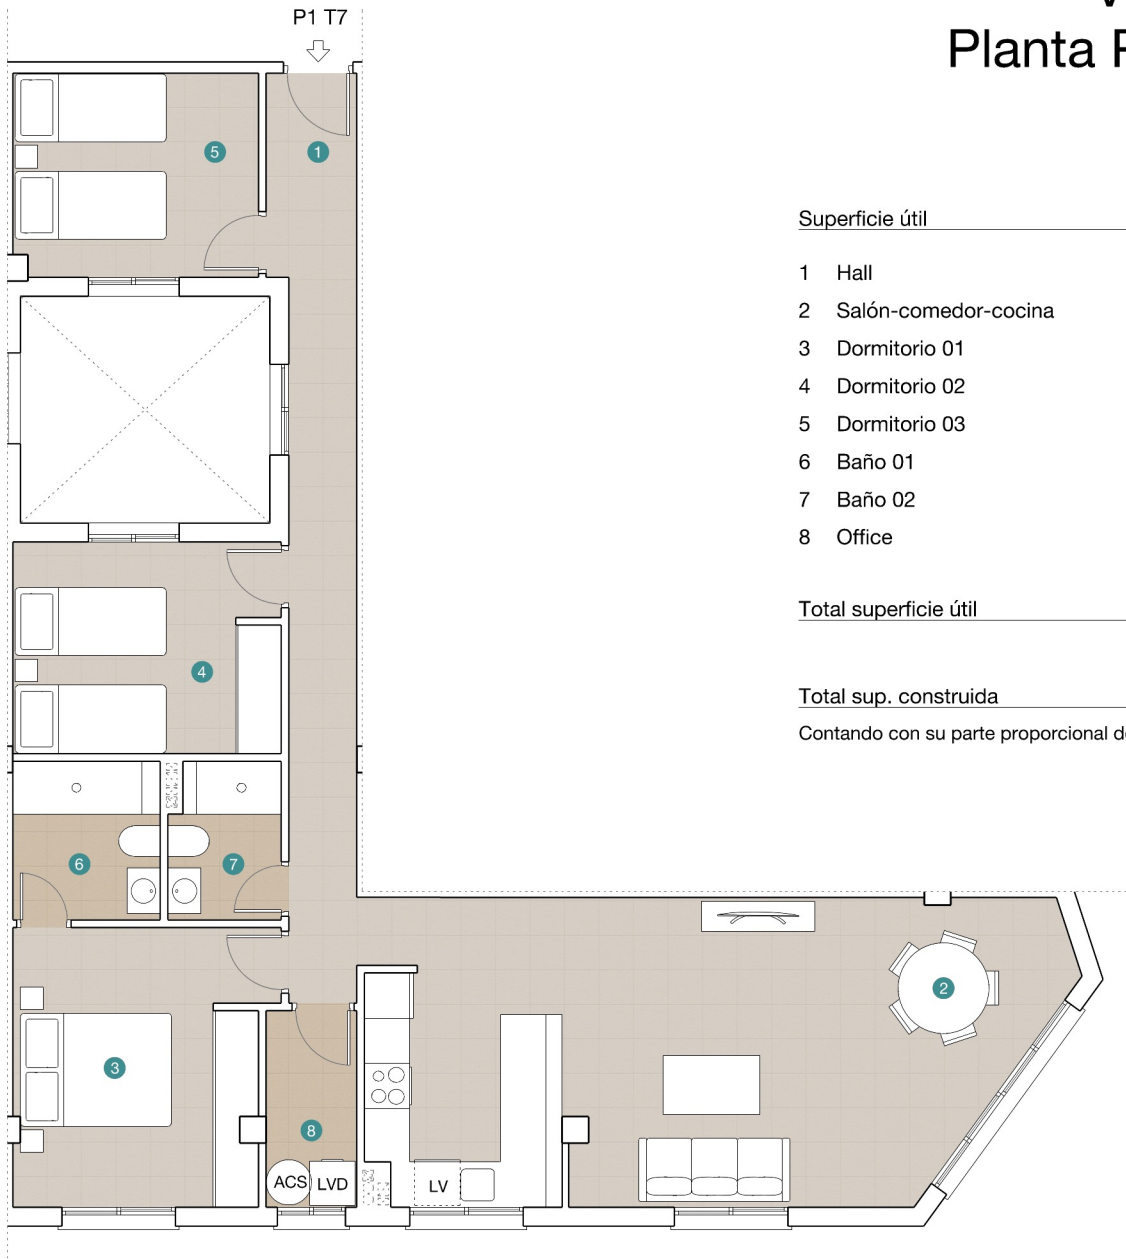 P1 T7
Planta
Superficie útil
1 Hall
2 Salón-comedor-cocina
3 Dormitorio 01
4 Dormitorio 02
5 Dormitorio 03
6 Baño 01
7 Baño 02
8 Office
Total superficie útil
Total sup. construida
Contando con su parte proporcional
5
1
4
6
7
2
3
8
ACS
LVD
LV